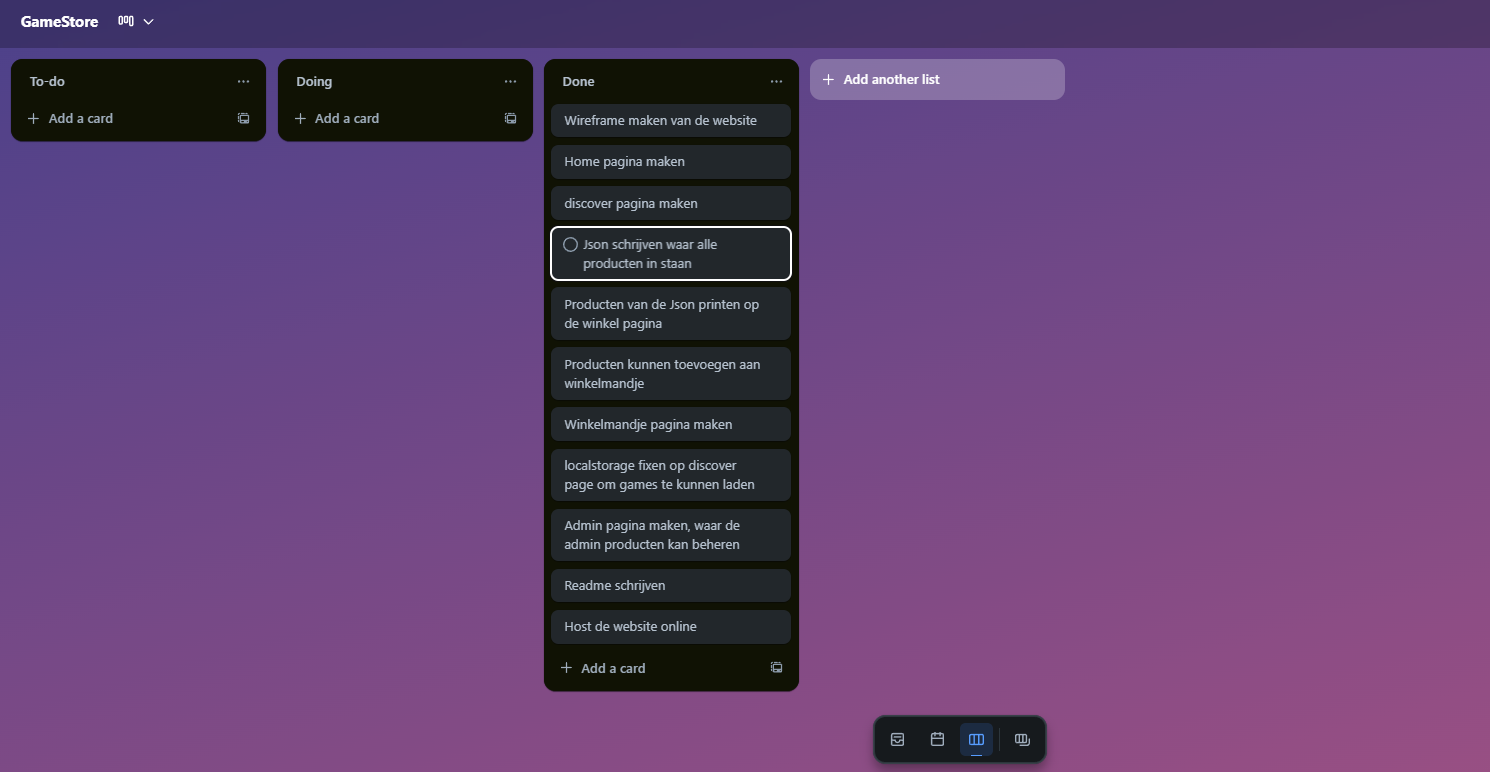 GameStore
To-do
Add a card
Doing
Add a card
Done
Wireframe maken van de website
Home pagina maken
discover pagina maken
Json schrijven waar alle
producten in staan
Producten van de Json printen op
de winkel pagina
Producten kunnen toevoegen aan
winkelmandje
Winkelmandje pagina maken
localstorage fixen op discover
page om games te kunnen laden
Admin pagina maken, waar de
admin producten kan beheren
Readme schrijven
Host de website online
Add a card
Add another list